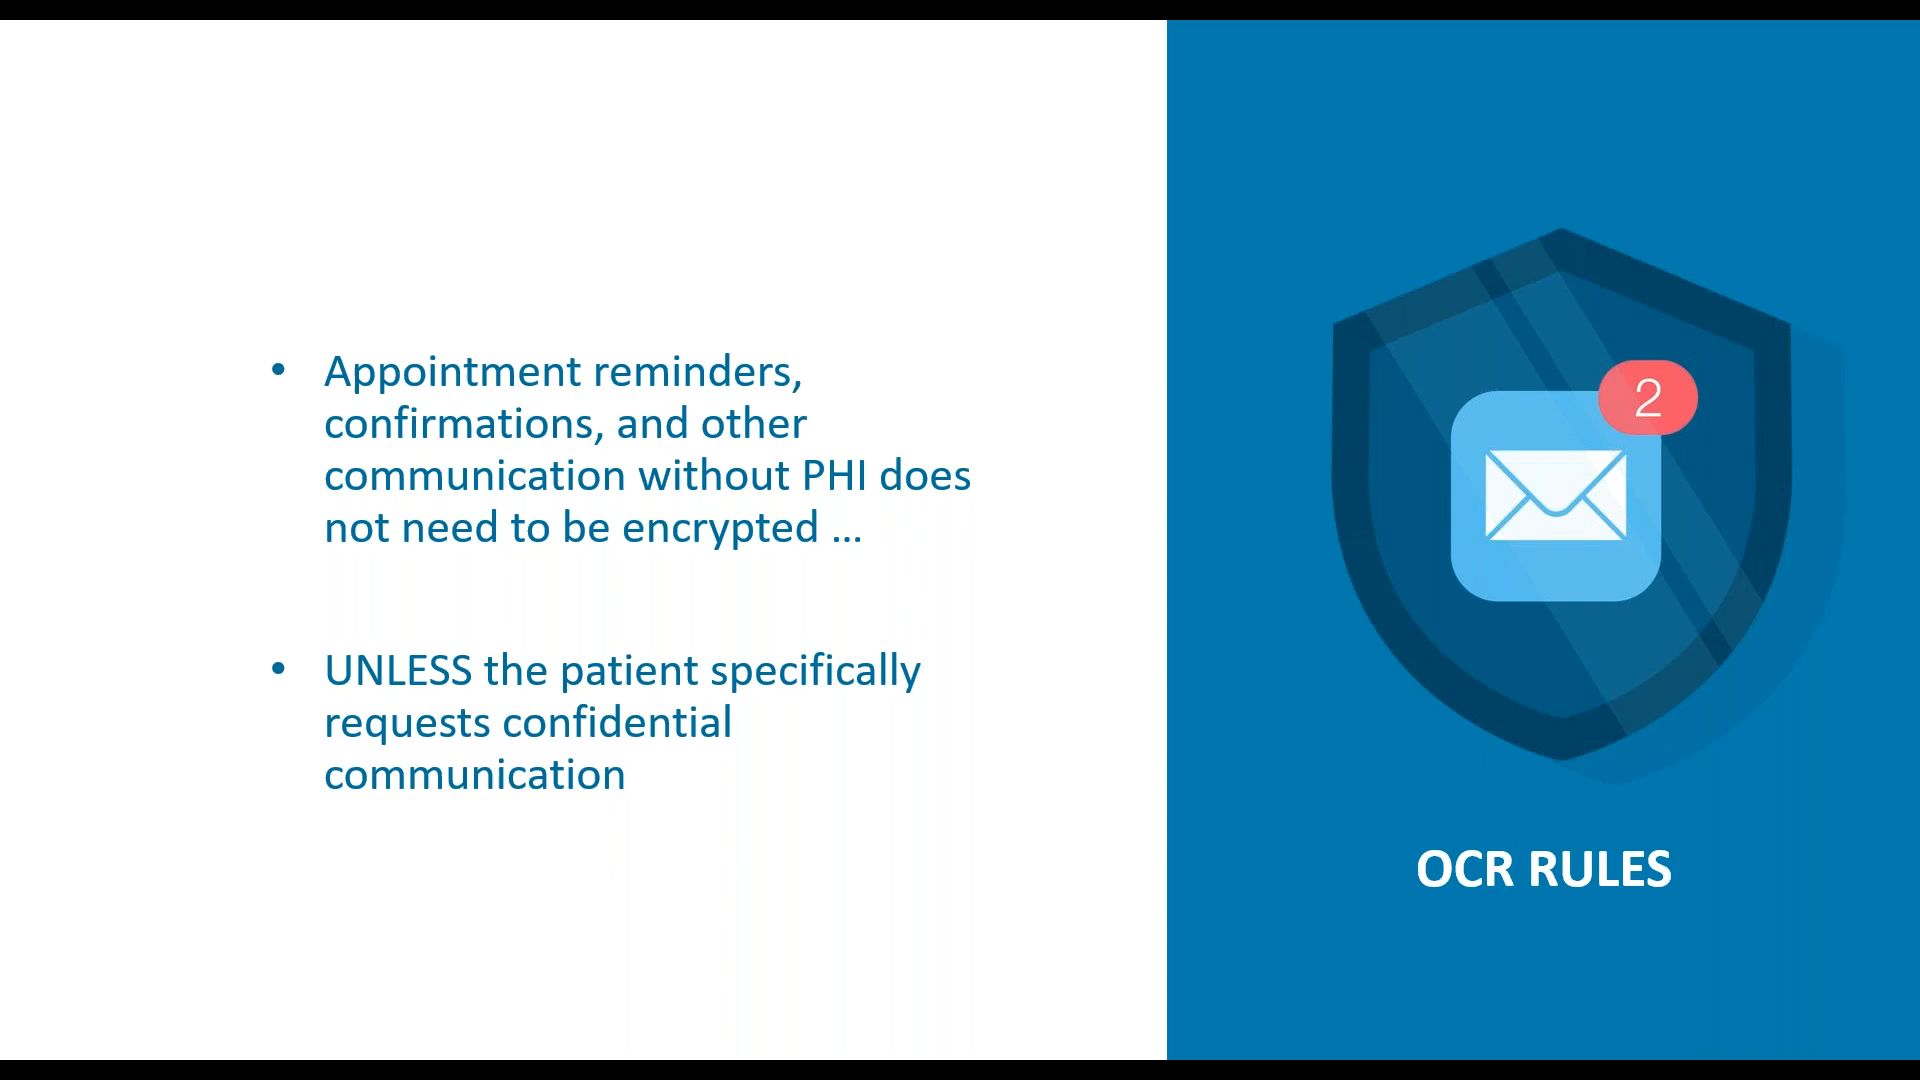 • Appointment reminders,
confirmations, and other
communication without PHI does
not need to be encrypted ...
• UNLESS the patient specifically
requests confidential
communication
2
OCR RULES